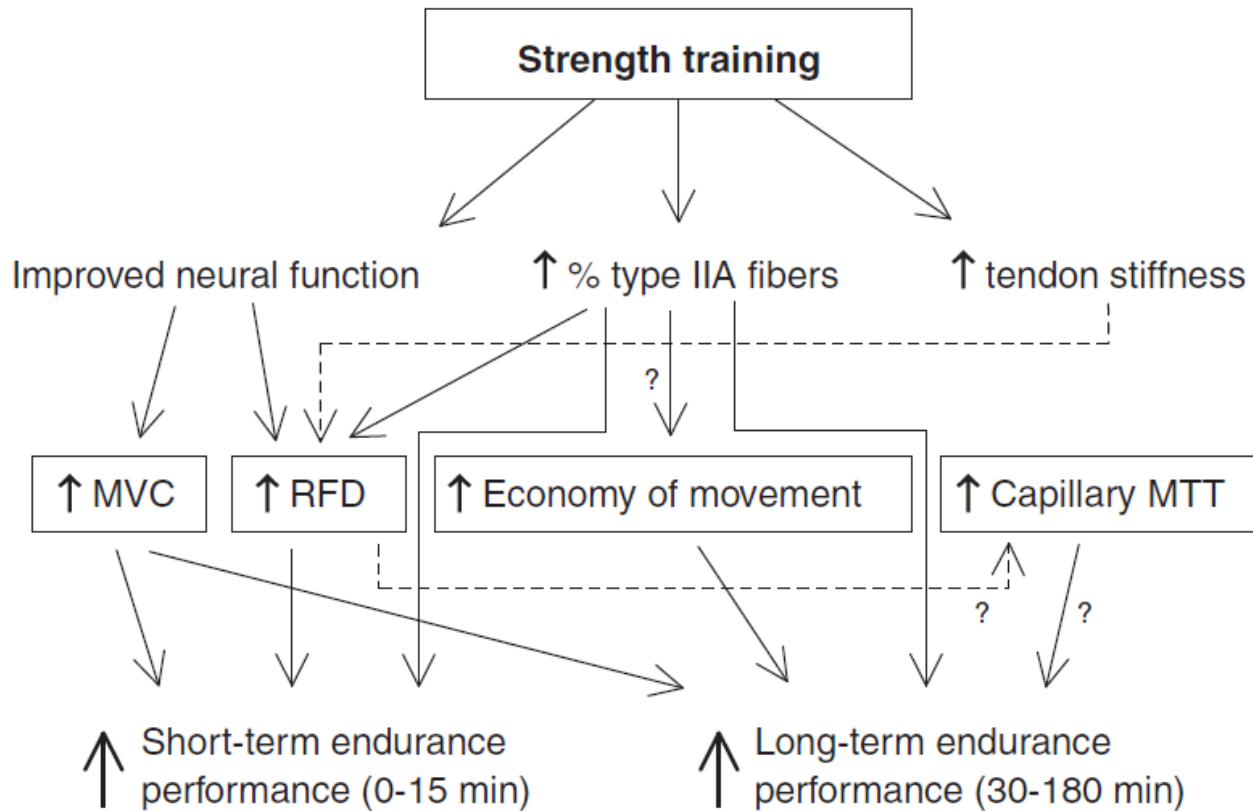 Strength training
Improved neural function
↑ % type IIA fibers
↑ tendon stiffness
?
↑ MVC
↑ RFD
↑ Economy of movement
↑ Capillary MTT
?
?
↑ Short-term endurance
performance (0-15 min)
↑ Long-term endurance
performance (30-180 min)